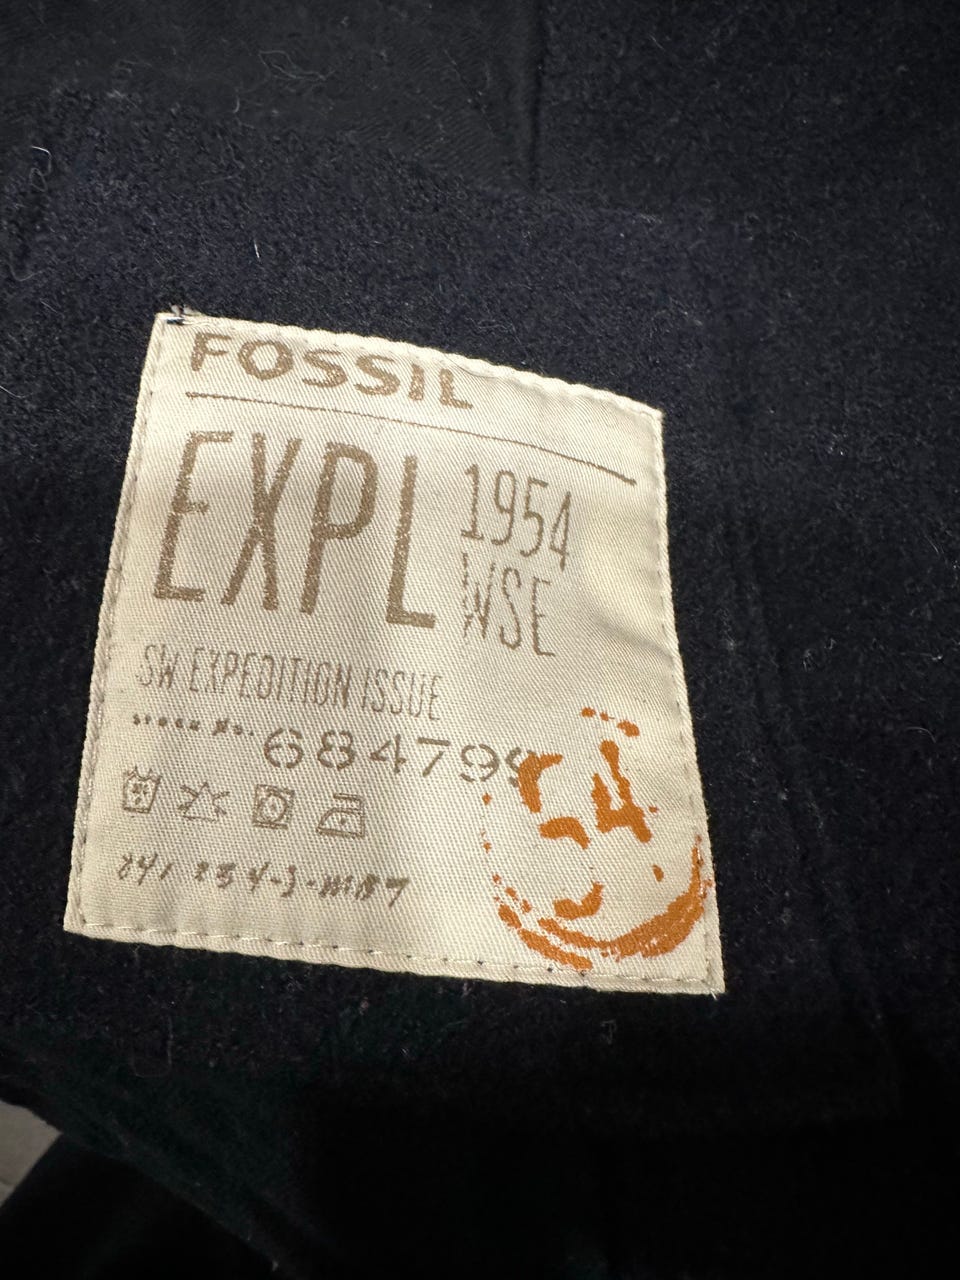 FOSSIL
EXPL 1954
WSE
SW EXPEDITION ISSUE
684799
54